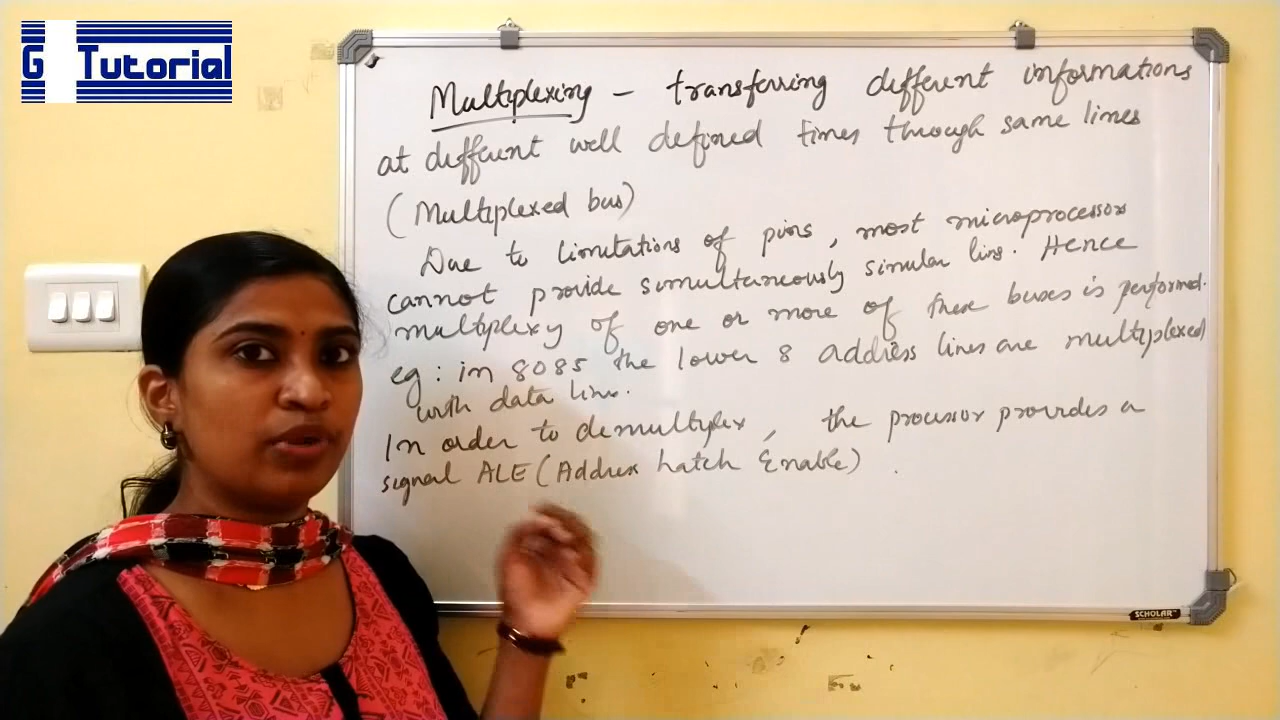 G Tutorial
Multiplexing - transferring different informations
at different well defined times through same lines
(Multiplexed bus)
Due to limitations of pins, most microprocessors
cannot provide simultaneously similar lins. Hence
multiplexy of one or more of these buses is performed.
eg: in 8085 the lower 8 address lines are multiplexed
with data line.
In order to demultiplex, the processor provides a
signal ALE (Address Latch Enable).
SCHOLAR